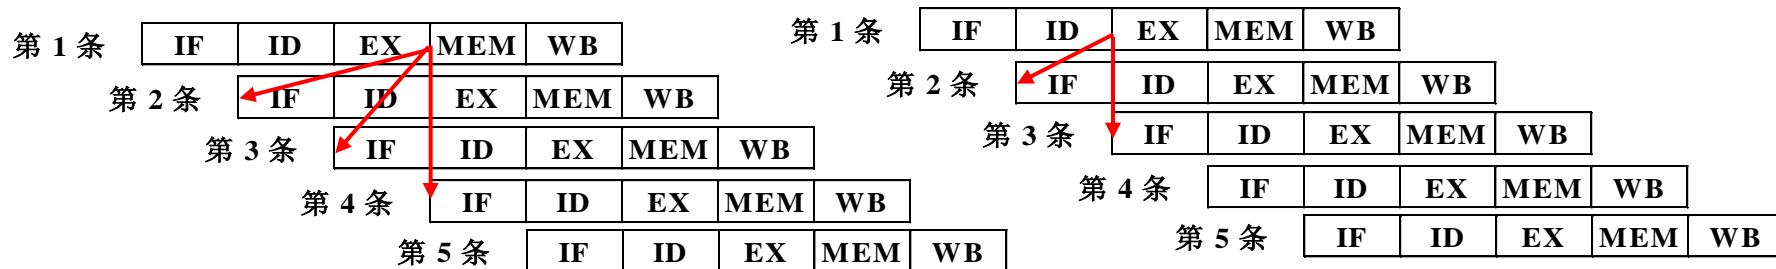 第 1 条 IF ID EX MEM WB
第 2 条 IF ID EX MEM WB
第 3 条 IF ID EX MEM WB
第 4 条 IF ID EX MEM WB
第 5 条 IF ID EX MEM WB
第 1 条 IF ID EX MEM WB
第 2 条 IF ID EX MEM WB
第 3 条 IF ID EX MEM WB
第 4 条 IF ID EX MEM WB
第 5 条 IF ID EX MEM WB